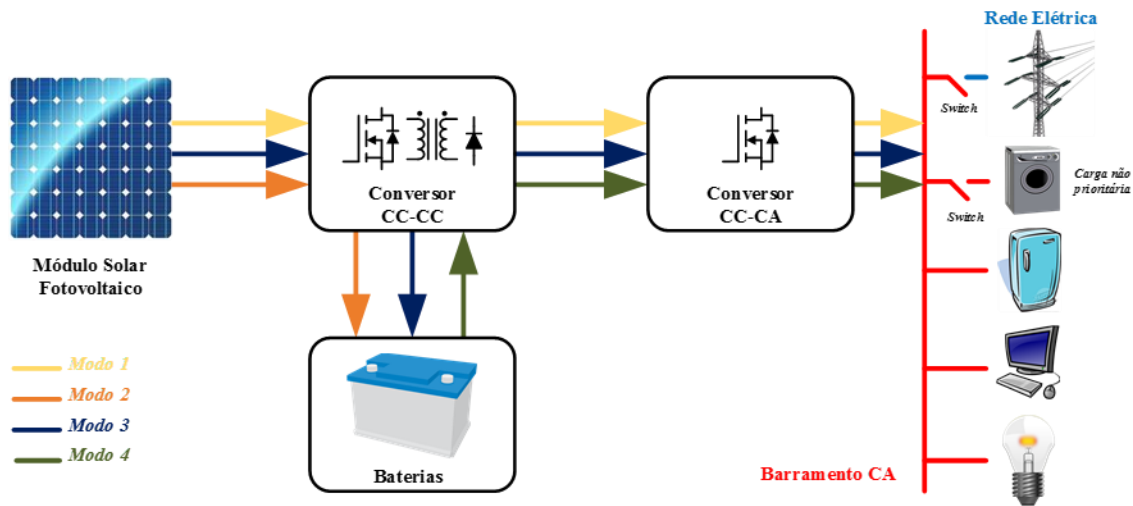 Rede Elétrica
Switch
Carga não
prioritária
Switch
Conversor
CC-CC
Conversor
CC-CA
Módulo Solar
Fotovoltaico
Modo 1
Modo 2
Modo 3
Modo 4
Baterias
Barramento CA